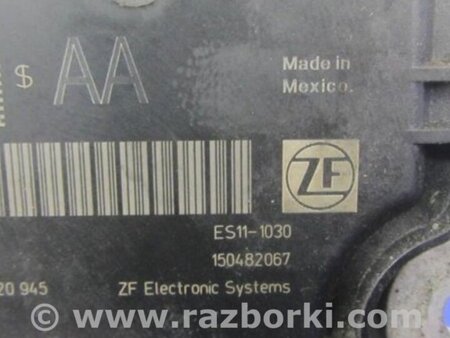 $ AA
Made in
Mexico.
ZF
ES11-1030
150482067
20 945 ZF Electronic Systems
© www.razborki.com